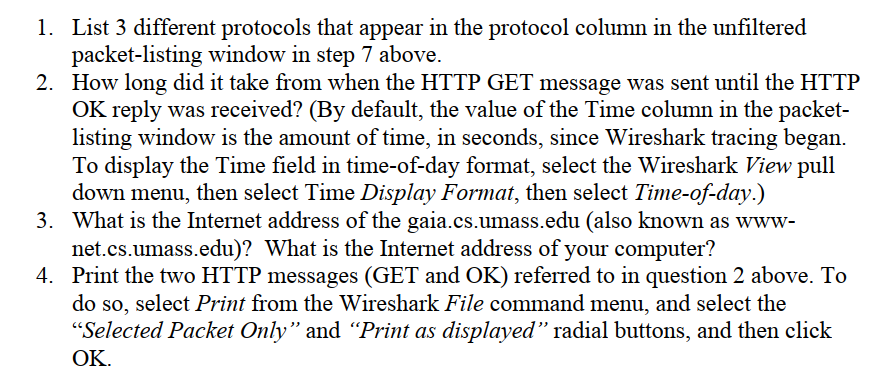 1. List 3 different protocols that appear in the protocol column in the unfiltered
packet-listing window in step 7 above.
2. How long did it take from when the HTTP GET message was sent until the HTTP
OK reply was received? (By default, the value of the Time column in the packet-
listing window is the amount of time, in seconds, since Wireshark tracing began.
To display the Time field in time-of-day format, select the Wireshark View pull
down menu, then select Time Display Format, then select Time-of-day.)
3. What is the Internet address of the gaia.cs.umass.edu (also known as www-
net.cs.umass.edu)? What is the Internet address of your computer?
4. Print the two HTTP messages (GET and OK) referred to in question 2 above. To
do so, select Print from the Wireshark File command menu, and select the
“Selected Packet Only” and “Print as displayed” radial buttons, and then click
OK.